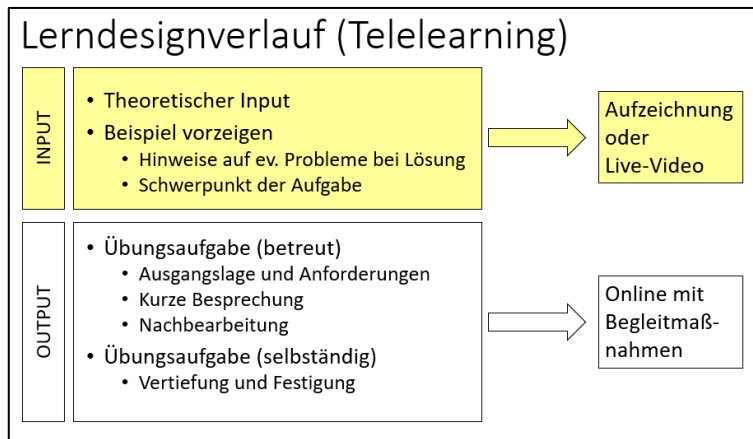 Lerndesignverlauf (Telelearning)
INPUT
• Theoretischer Input
• Beispiel vorzeigen
• Hinweise auf ev. Probleme bei Lösung
• Schwerpunkt der Aufgabe
Aufzeichnung
oder
Live-Video
OUTPUT
• Übungsaufgabe (betreut)
• Ausgangslage und Anforderungen
• Kurze Besprechung
• Nachbearbeitung
• Übungsaufgabe (selbständig)
• Vertiefung und Festigung
Online mit
Begleitmaß-
nahmen